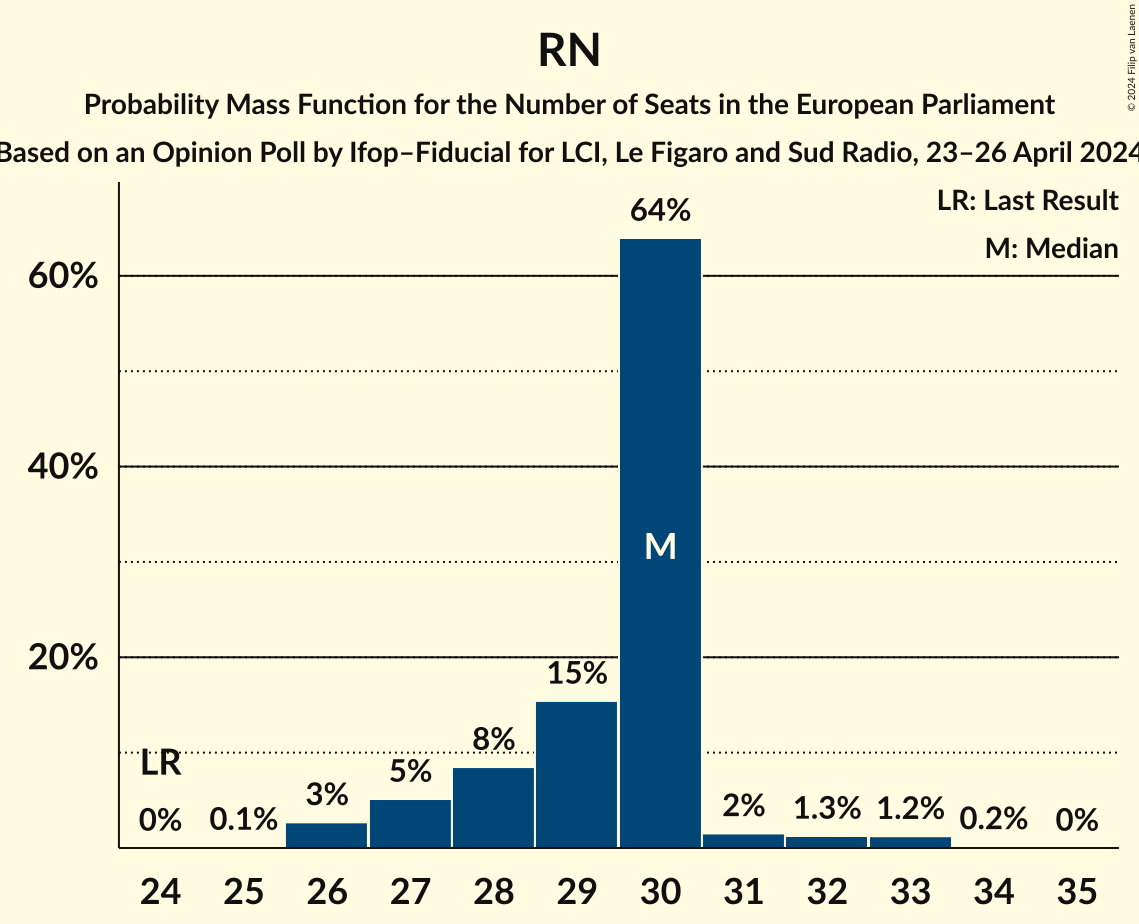 RN
Probability Mass Function for the Number of Seats in the European Parliament
Based on an Opinion Poll by Ifop–Fiducial for LCI, Le Figaro and Sud Radio, 23–26 April 2024
© 2024 Filip van Laenen
LR: Last Result
M: Median
64%
60%
40%
M
20%
15%
8%
LR
5%
3%
0% 0.1% 2% 1.3% 1.2% 0.2% 0%
24 25 26 27 28 29 30 31 32 33 34 35